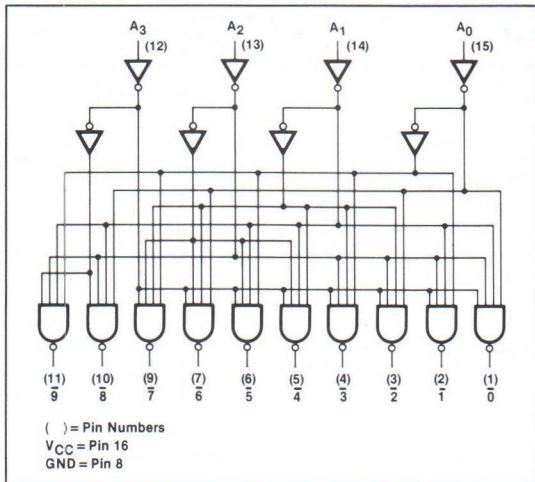 A3 A2 A1 A0
(12) (13) (14) (15)
(11) (10) (9) (7) (6) (5) (4) (3) (2) (1)
9̅ 8̅ 7̅ 6̅ 5̅ 4̅ 3̅ 2̅ 1̅ 0̅
( ) = Pin Numbers
VCC = Pin 16
GND = Pin 8